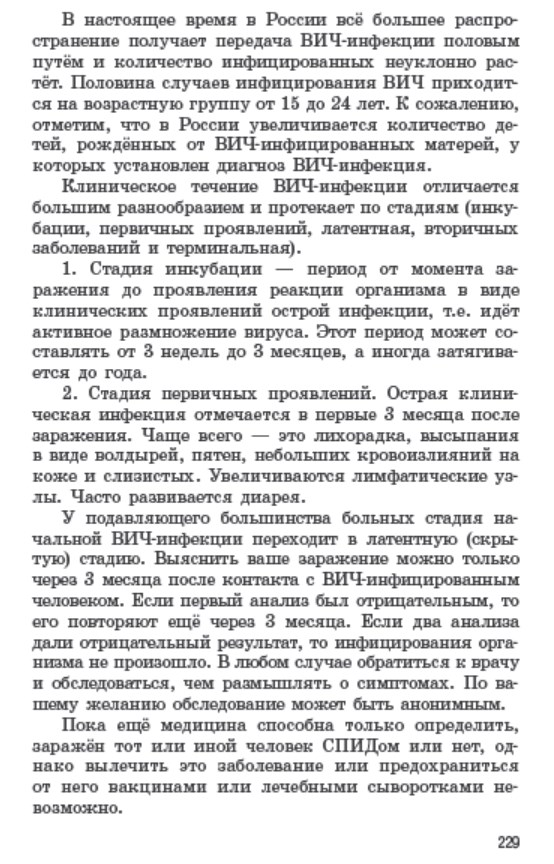 В настоящее время в России всё большее распро-
странение получает передача ВИЧ-инфекции половым
путём и количество инфицированных неуклонно рас-
тёт. Половина случаев инфицирования ВИЧ приходит-
ся на возрастную группу от 15 до 24 лет. К сожалению,
отметим, что в России увеличивается количество де-
тей, рождённых от ВИЧ-инфицированных матерей, у
которых установлен диагноз ВИЧ-инфекция.
Клиническое течение ВИЧ-инфекции отличается
большим разнообразием и протекает по стадиям (инку-
бации, первичных проявлений, латентная, вторичных
заболеваний и терминальная).
1. Стадия инкубации — период от момента за-
ражения до проявления реакции организма в виде
клинических проявлений острой инфекции, т.е. идёт
активное размножение вируса. Этот период может со-
ставлять от 3 недель до 3 месяцев, а иногда затягива-
ется до года.
2. Стадия первичных проявлений. Острая клини-
ческая инфекция отмечается в первые 3 месяца после
заражения. Чаще всего — это лихорадка, высыпания
в виде волдырей, пятен, небольших кровоизлияний на
коже и слизистых. Увеличиваются лимфатические уз-
лы. Часто развивается диарея.
У подавляющего большинства больных стадия на-
чальной ВИЧ-инфекции переходит в латентную (скры-
тую) стадию. Выяснить ваше заражение можно только
через 3 месяца после контакта с ВИЧ-инфицированным
человеком. Если первый анализ был отрицательным, то
его повторяют ещё через 3 месяца. Если два анализа
дали отрицательный результат, то инфицирования орга-
низма не произошло. В любом случае обратиться к врачу
и обследоваться, чем размышлять о симптомах. По ва-
шему желанию обследование может быть анонимным.
Пока ещё медицина способна только определить,
заражён тот или иной человек СПИДом или нет, од-
нако вылечить это заболевание или предохраниться
от него вакцинами или лечебными сыворотками не-
возможно.
229